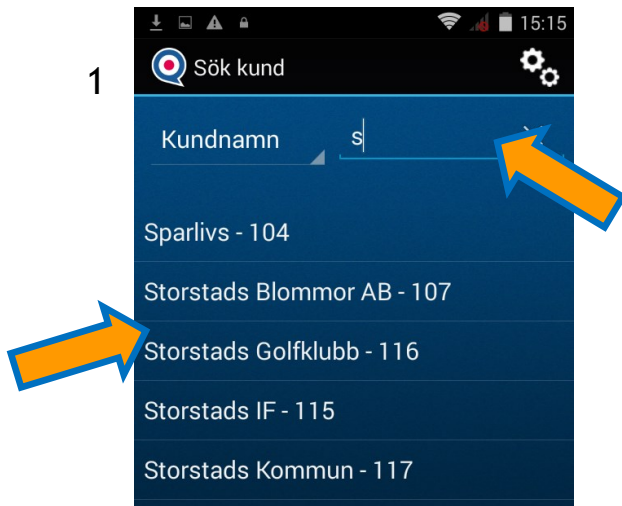 15:15
1
Sök kund
Kundnamn s
Sparlivs - 104
Storstads Blommor AB - 107
Storstads Golfklubb - 116
Storstads IF - 115
Storstads Kommun - 117